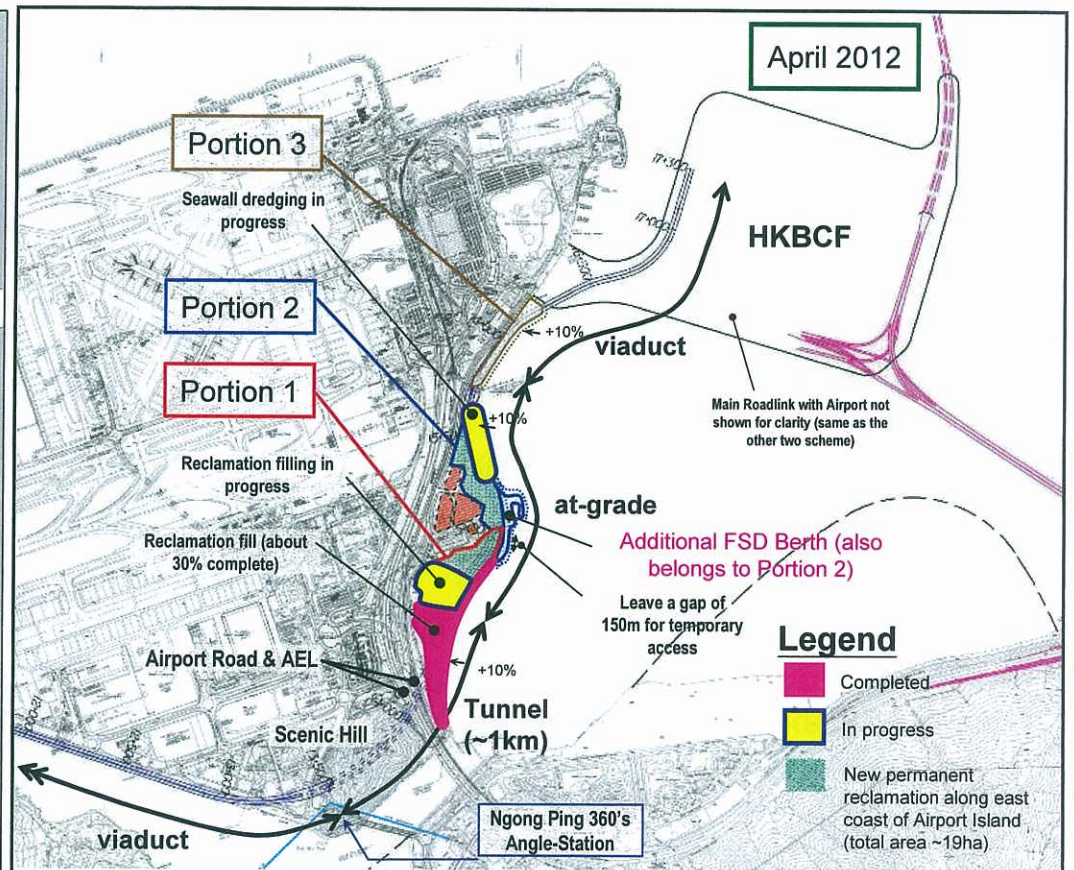 April 2012
Portion 3
Seawall dredging in
progress
HKBCF
Portion 2
+10%
viaduct
Portion 1
+10%
Main Roadlink with Airport not
shown for clarity (same as the
other two scheme)
Reclamation filling in
progress
at-grade
Reclamation fill (about
30% complete)
Additional FSD Berth (also
belongs to Portion 2)
Leave a gap of
150m for temporary
access
Legend
Airport Road & AEL
+10%
Completed
Tunnel
(~1km)
Scenic Hill
In progress
New permanent
reclamation along east
coast of Airport Island
(total area ~19ha)
Ngong Ping 360's
Angle-Station
viaduct